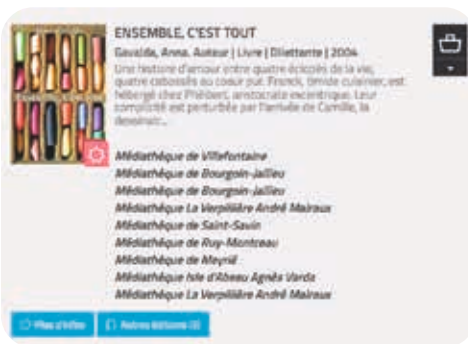 ENSEMBLE, C'EST TOUT
Gavalda, Anna. Auteur | Livre | Dilettante | 2004
Une histoire d'amour entre quatre éclopés de la vie,
quatre cabossés au coeur pur. Franck, timide cuisinier, est
hébergé chez Philibert, aristocrate excentrique. Leur
complicité est perturbée par l'arrivée de Camille, la
dessinatr...
Médiathèque de Villefontaine
Médiathèque de Bourgoin-Jallieu
Médiathèque de Bourgoin-Jallieu
Médiathèque La Verpillière André Malraux
Médiathèque de Saint-Savin
Médiathèque de Ruy-Montceau
Médiathèque de Meyrié
Médiathèque Isle d'Abeau Agnès Varda
Médiathèque La Verpillière André Malraux
Plus d'infos
Autres éditions